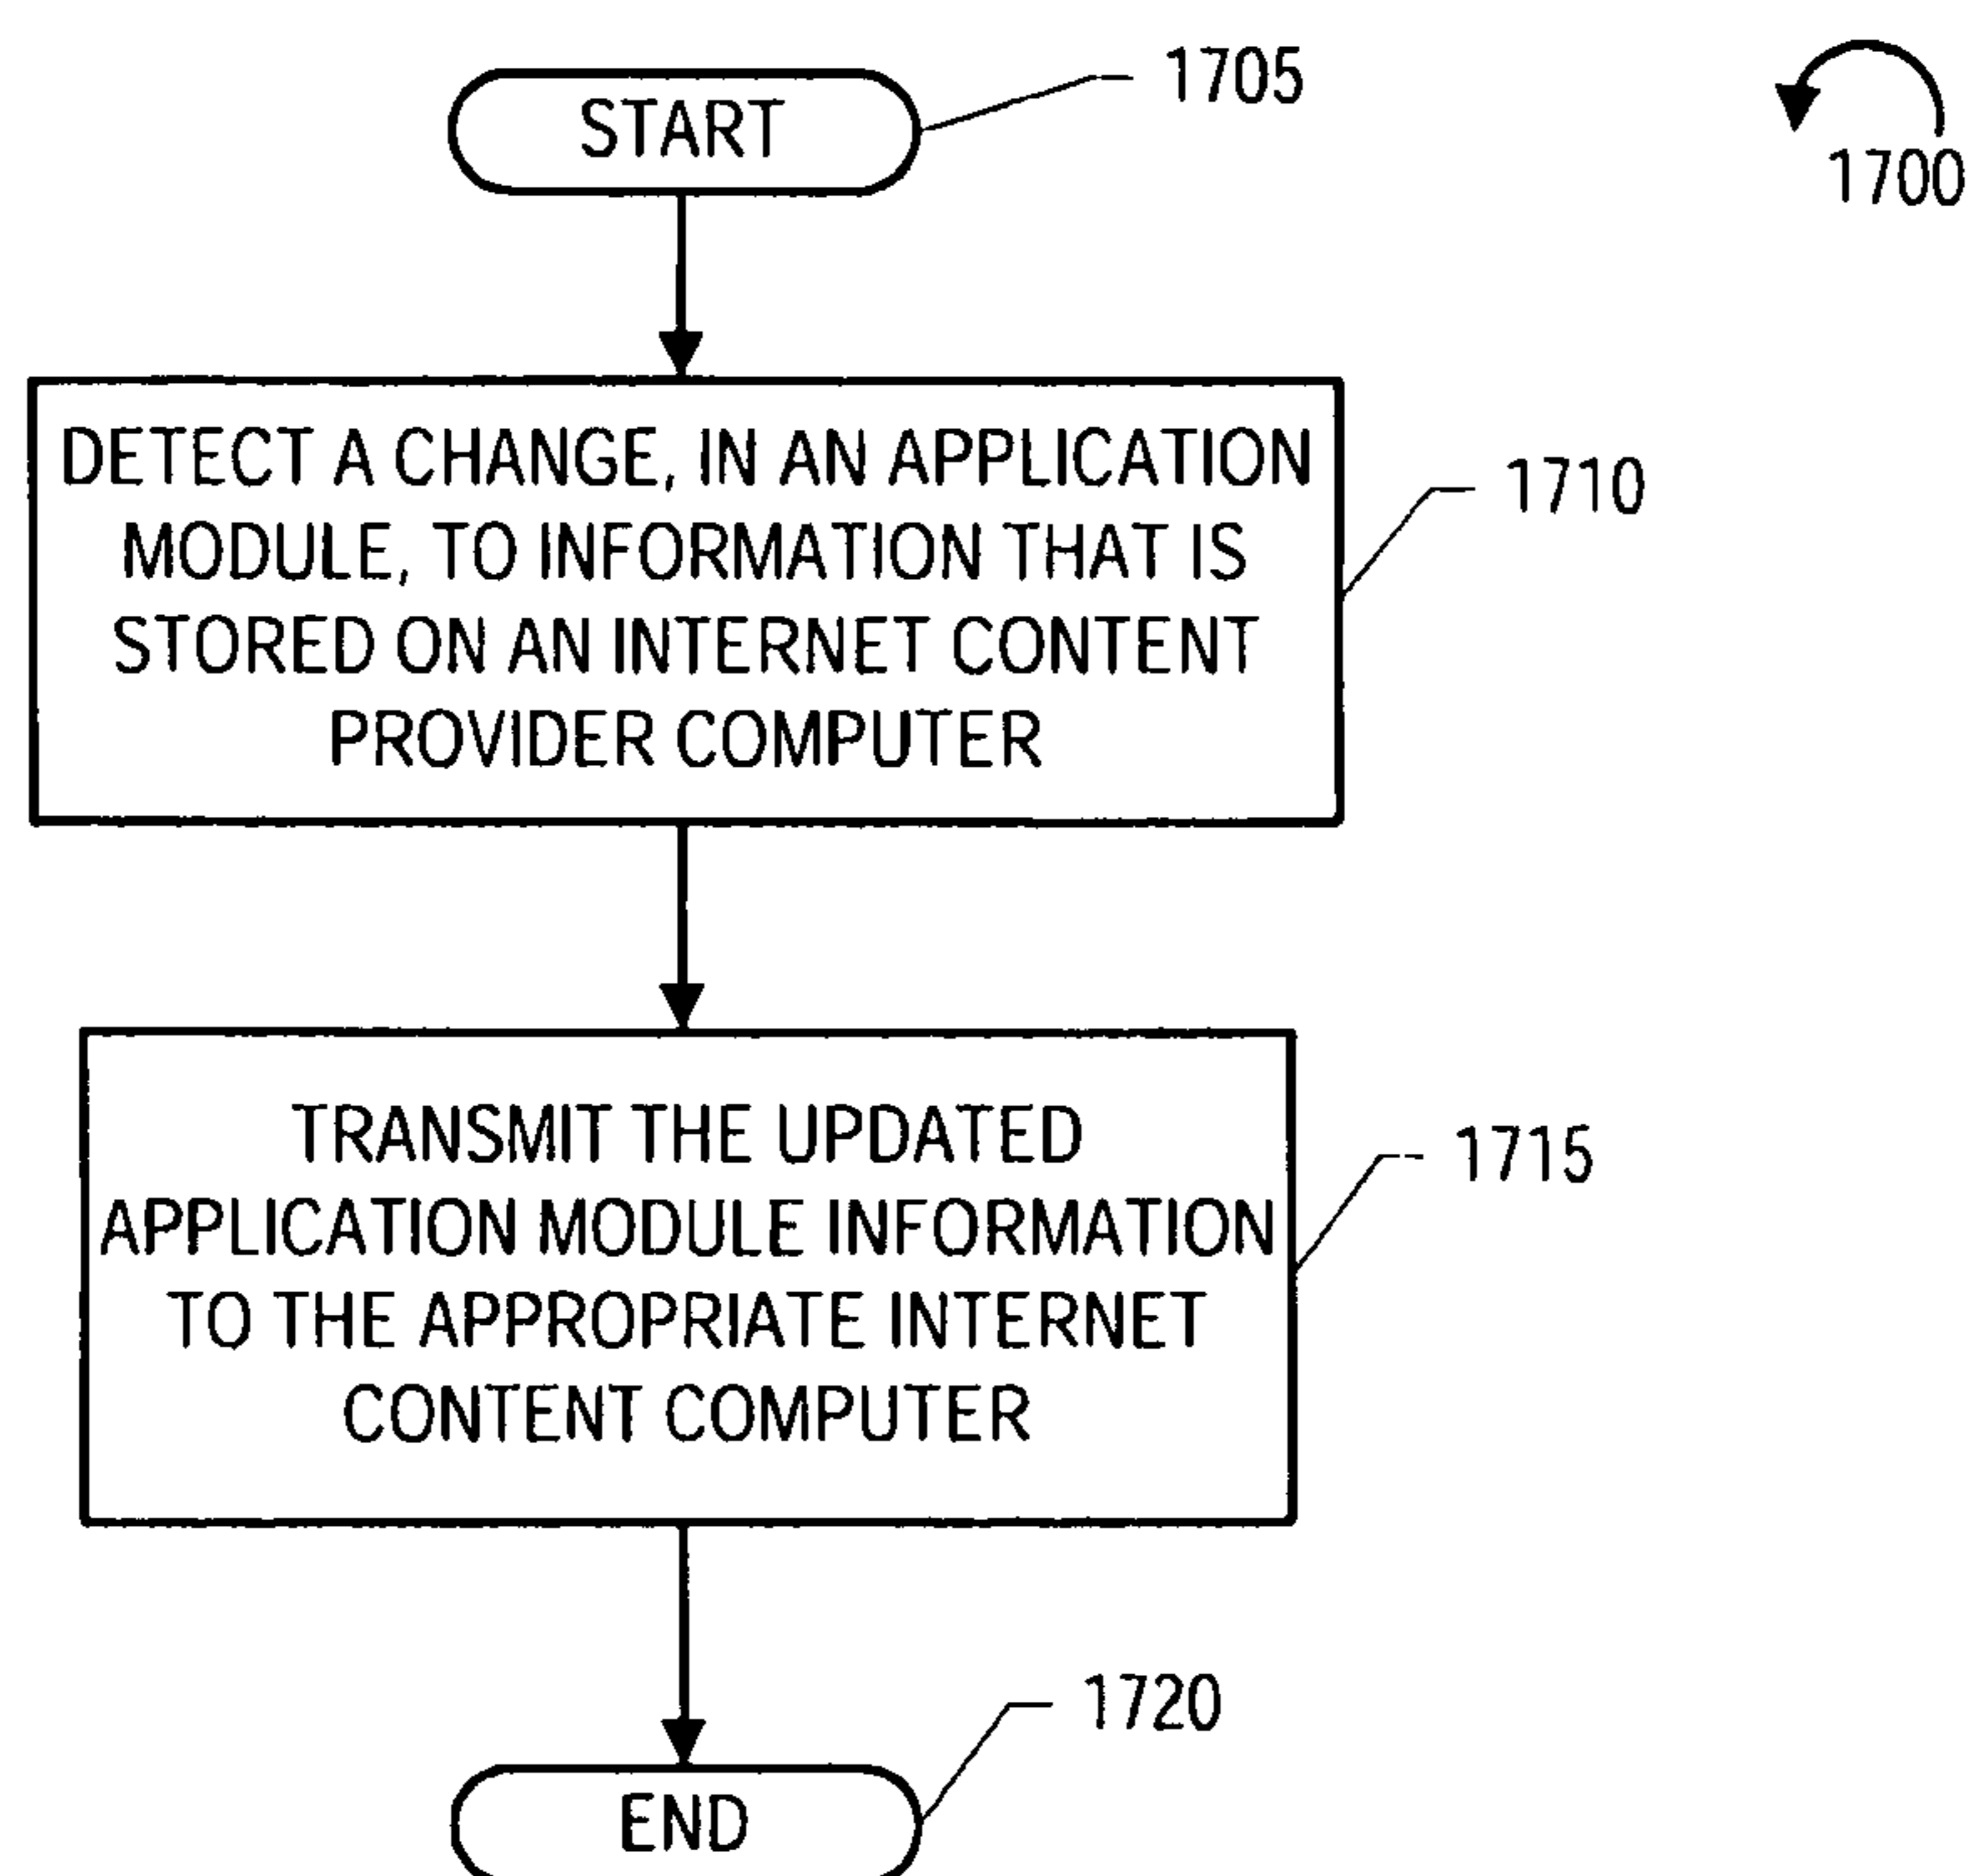 START
1705
1700
DETECT A CHANGE, IN AN APPLICATION
MODULE, TO INFORMATION THAT IS
STORED ON AN INTERNET CONTENT
PROVIDER COMPUTER
1710
TRANSMIT THE UPDATED
APPLICATION MODULE INFORMATION
TO THE APPROPRIATE INTERNET
CONTENT COMPUTER
1715
END
1720